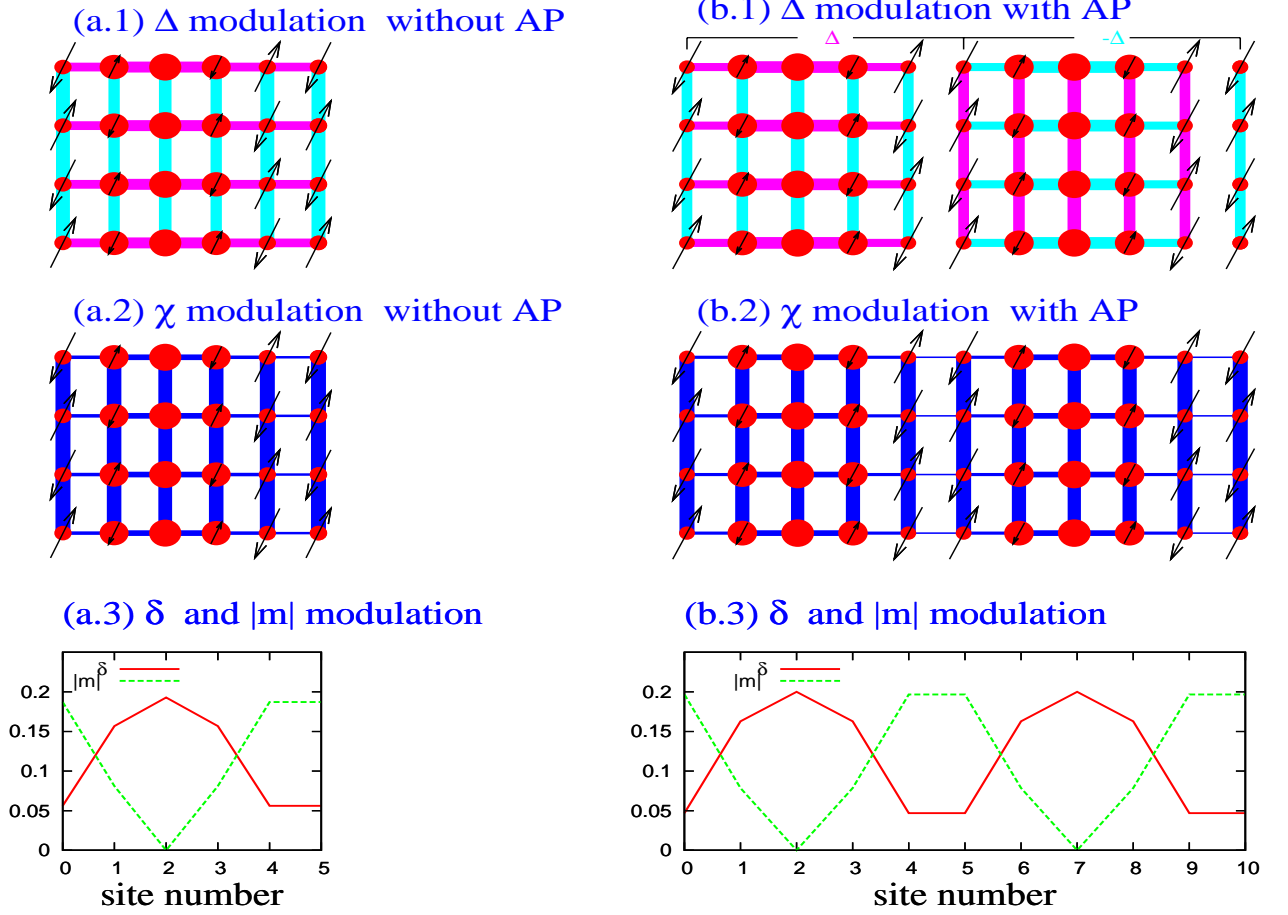 (a.1) Δ modulation without AP
(b.1) Δ modulation with AP
Δ
-Δ
(a.2) χ modulation without AP
(b.2) χ modulation with AP
(a.3) δ and |m| modulation
(b.3) δ and |m| modulation
δ
|m|
0.2
0.15
0.1
0.05
0
0 1 2 3 4 5
site number
δ
|m|
0.2
0.15
0.1
0.05
0
0 1 2 3 4 5 6 7 8 9 10
site number